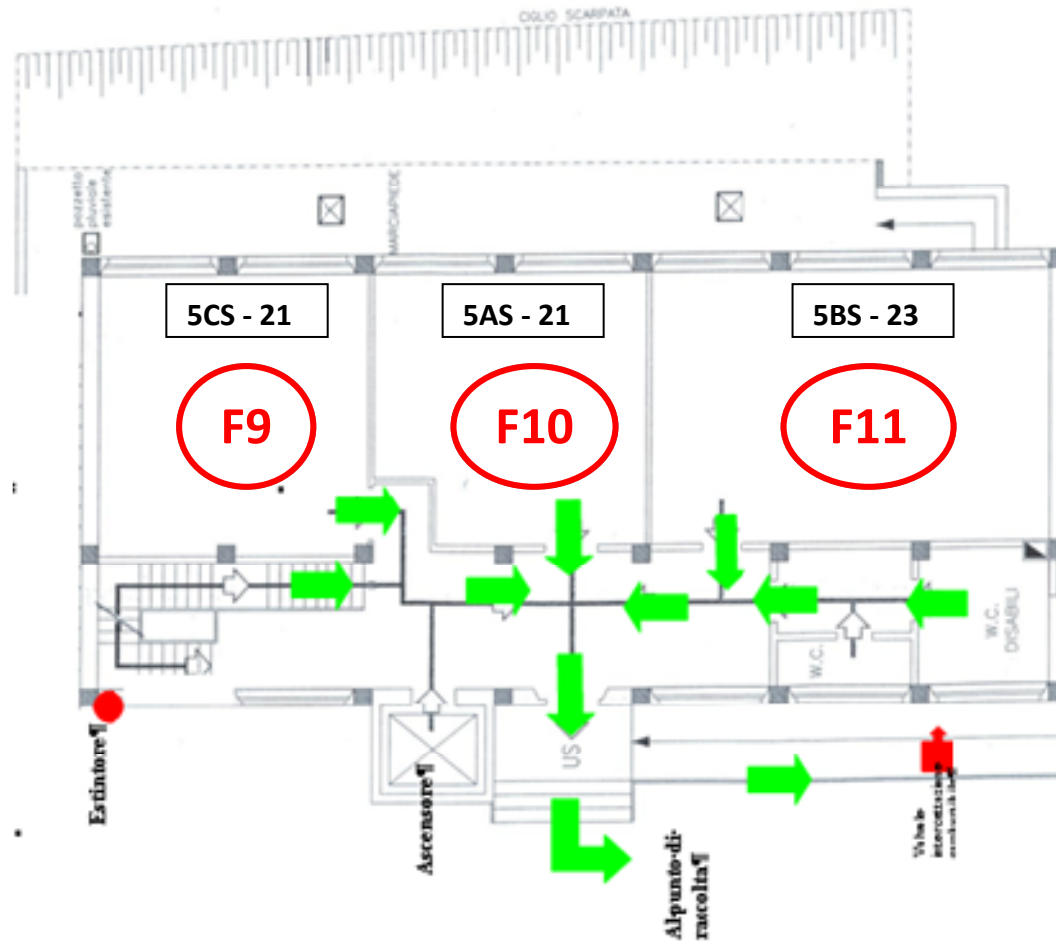 CIGLIO SCARPATA
pozzetto
pluviole
esistente
MARCIAPIEDE
5CS - 21
5AS - 21
5BS - 23
F9
F10
F11
W.C.
W.C.
DISABILI
US
Estintore¶
Ascensore¶
Al·punto·di·
raccolta¶